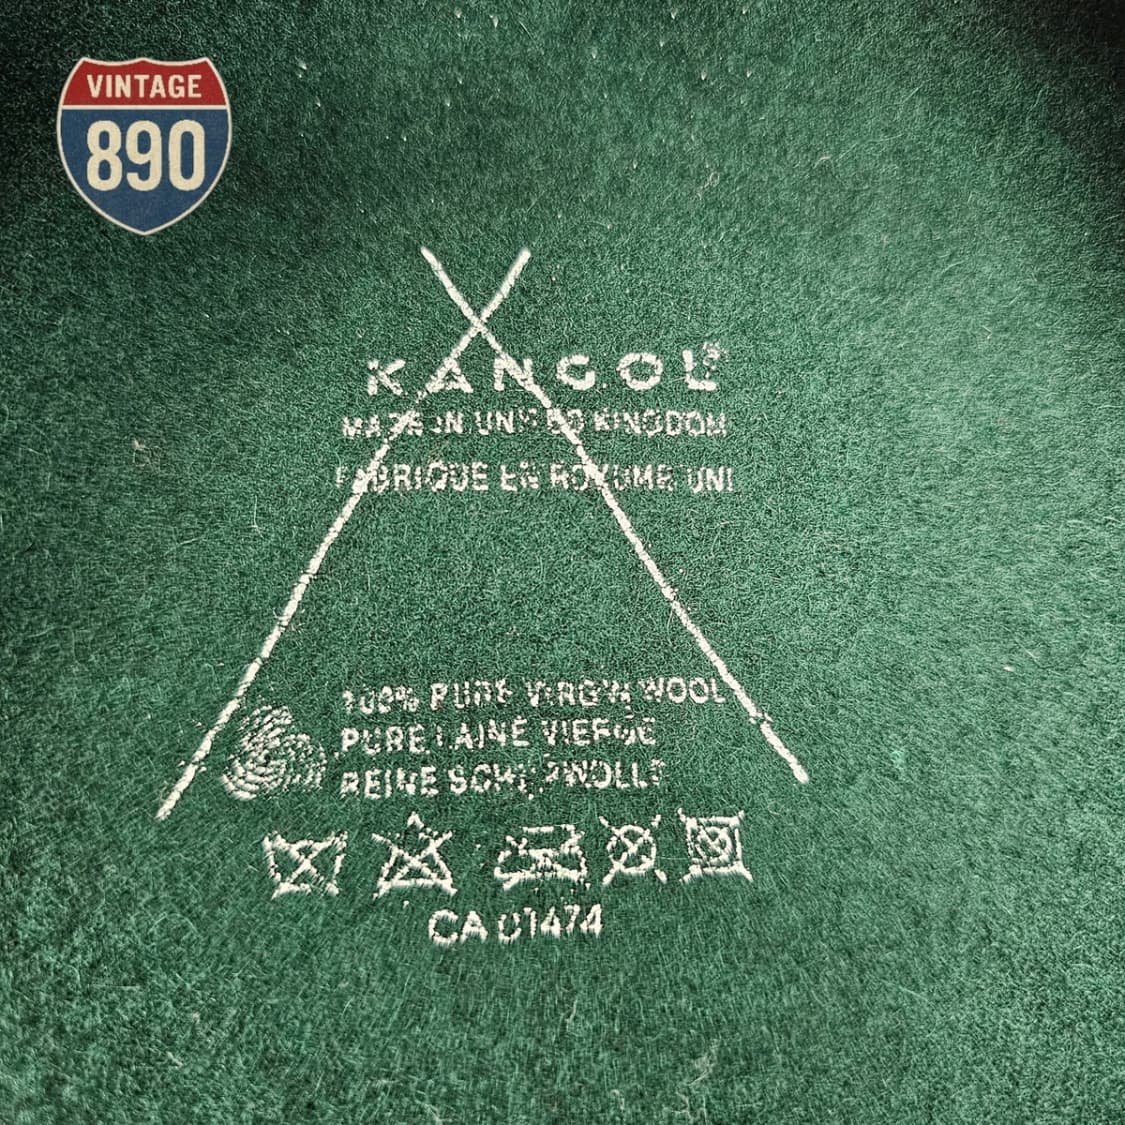 VINTAGE
890
KANGOL®
MADE IN UNITED KINGDOM
FABRIQUE EN ROYUME UNI
100% PURE VIRGIN WOOL
PURE LAINE VIERGE
REINE SCHURWOLLE
CA 01474